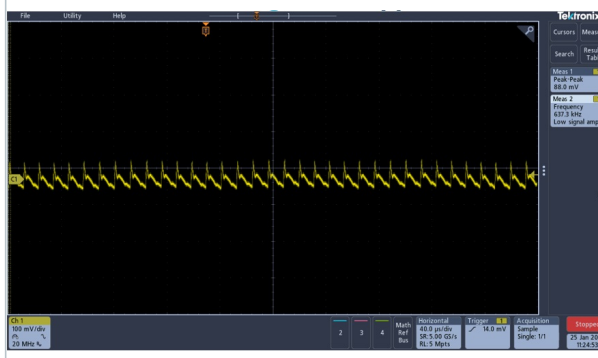 File Utility Help Tektronix
T
T
Cursors
Search
Meas 1
Peak-Peak
88.0 mV
Meas 2
Frequency
637.3 kHz
Low signal amp
C1
Ch 1
100 mV/div
20 MHz
2
3
4
Math
Ref
Bus
Horizontal
40.0 µs/div
SR: 5.00 GS/s
RL: 5 Mpts
Trigger 1
14.0 mV
Acquisition
Sample
Single: 1/1
Stopped
25 Jan 20
11:24:53